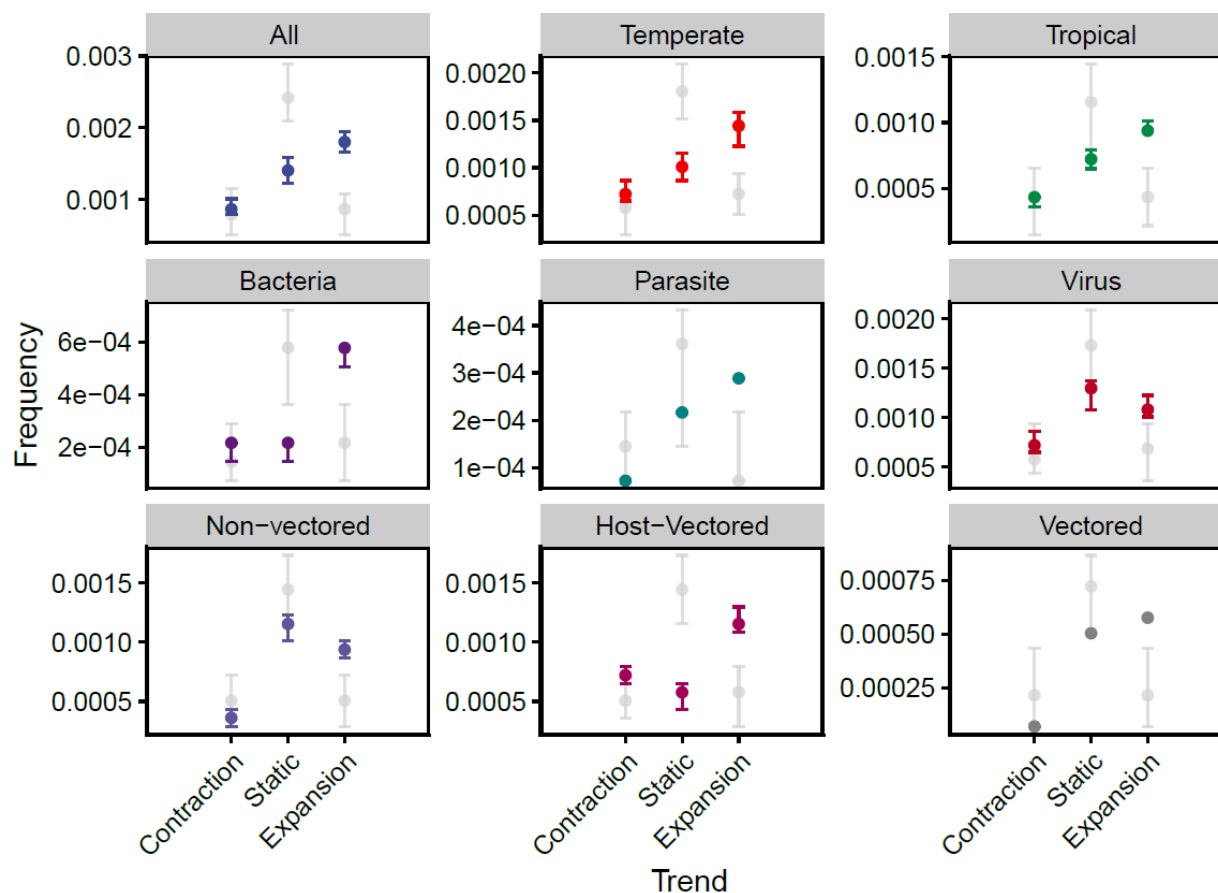 All
Temperate
Tropical
0.003
0.002
0.001
0.0020
0.0015
0.0010
0.0005
0.0015
0.0010
0.0005
Bacteria
Parasite
Virus
6e−04
4e−04
2e−04
4e−04
3e−04
2e−04
1e−04
0.0020
0.0015
0.0010
0.0005
Frequency
Non−vectored
Host−Vectored
Vectored
0.0015
0.0010
0.0005
0.0015
0.0010
0.0005
0.00075
0.00050
0.00025
Contraction
Static
Expansion
Contraction
Static
Expansion
Contraction
Static
Expansion
Trend